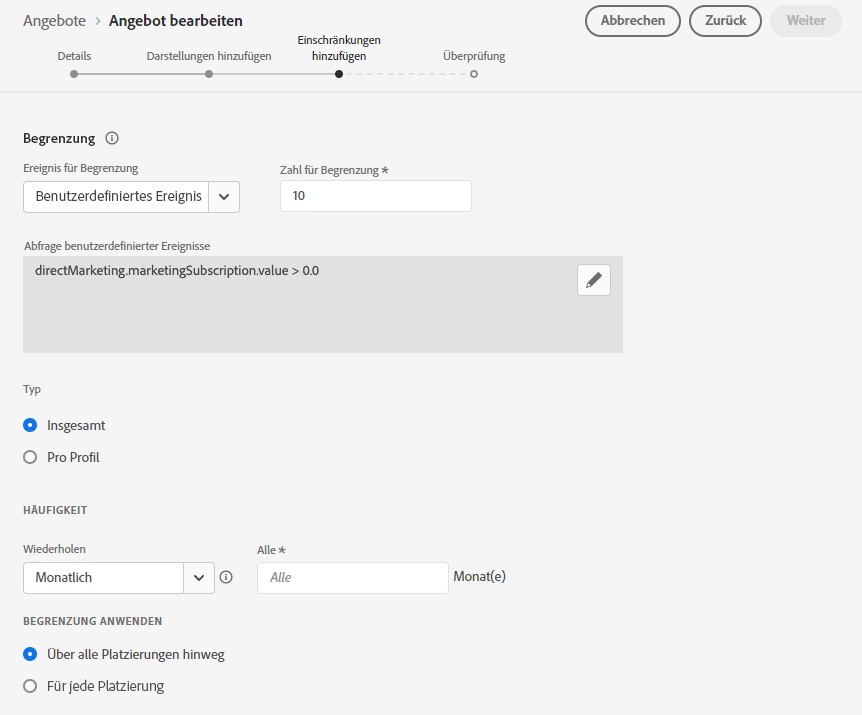 Angebote > Angebot bearbeiten
Abbrechen Zurück Weiter
Details Darstellungen hinzufügen Einschränkungen hinzufügen Überprüfung
Begrenzung
Ereignis für Begrenzung Zahl für Begrenzung *
Benutzerdefiniertes Ereignis 10
Abfrage benutzerdefinierter Ereignisse
directMarketing.marketingSubscription.value > 0.0
Typ
Insgesamt
Pro Profil
HÄUFIGKEIT
Wiederholen Alle *
Monatlich Alle Monat(e)
BEGRENZUNG ANWENDEN
Über alle Platzierungen hinweg
Für jede Platzierung